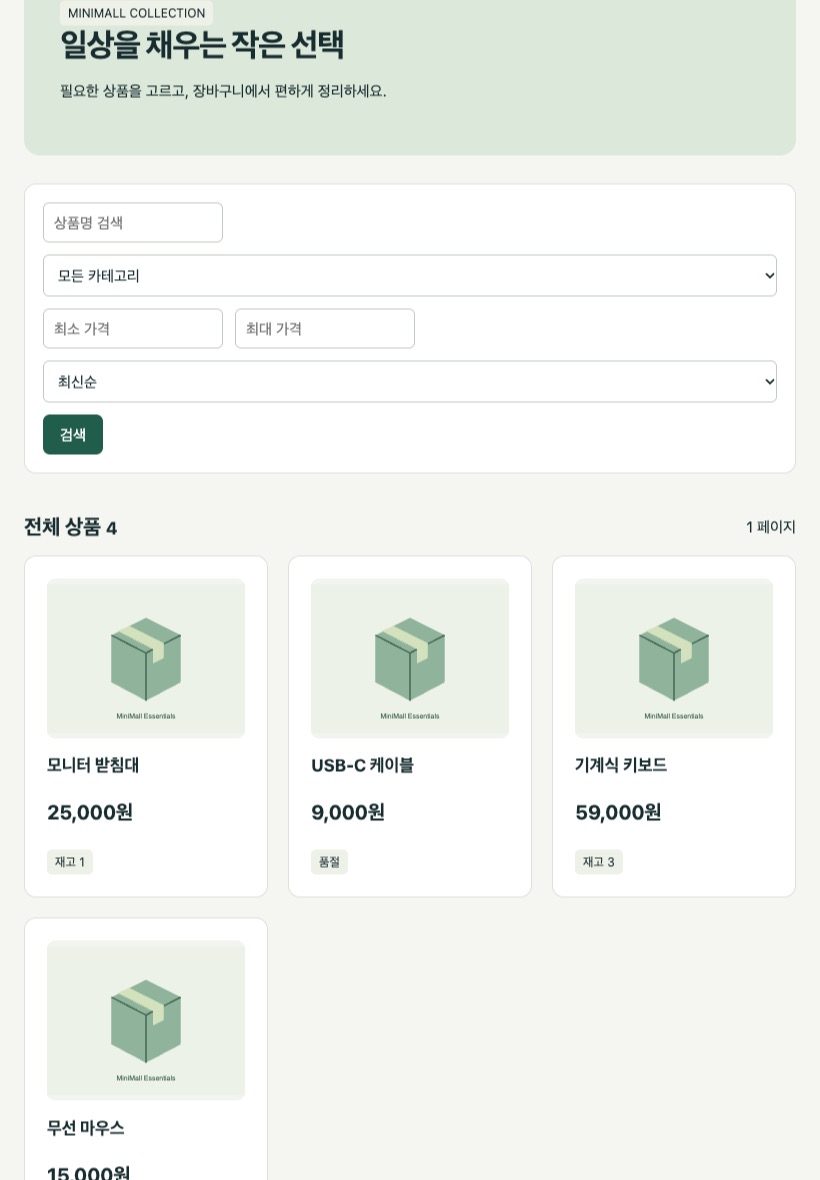 MINIMALL COLLECTION
일상을 채우는 작은 선택
필요한 상품을 고르고, 장바구니에서 편하게 정리하세요.
상품명 검색
모든 카테고리
최소 가격 최대 가격
최신순
검색
전체 상품 4 1 페이지
MiniMall Essentials MiniMall Essentials MiniMall Essentials
모니터 받침대 USB-C 케이블 기계식 키보드
25,000원 9,000원 59,000원
재고 1 품절 재고 3
MiniMall Essentials
무선 마우스
15,000원